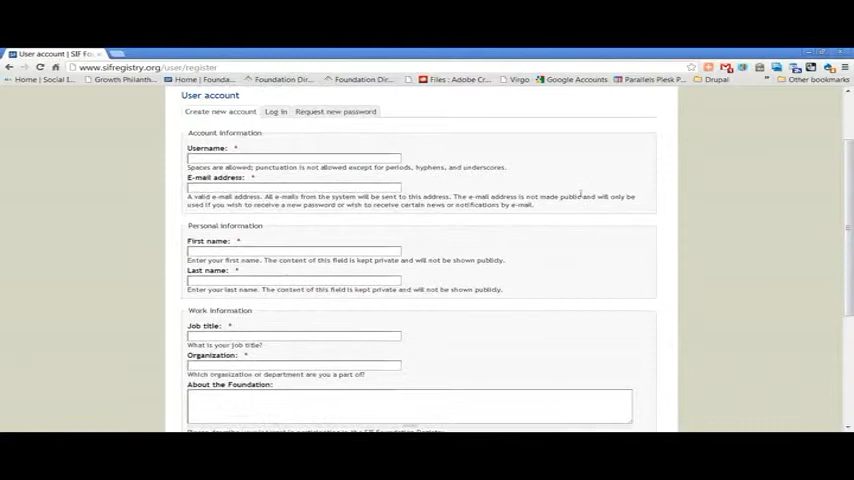 User account | SIF Fou
www.sifregistry.org/user/register
Home | Social I... Growth Philanth... Home | Founda... Foundation Dir... Foundation Dir... Files : Adobe C... Virgo Google Accounts Parallels Plesk P... Drupal » Other bookmarks
User account
Create new account Log in Request new password
Account information
Username: *
Spaces are allowed; punctuation is not allowed except for periods, hyphens, and underscores.
E-mail address: *
A valid e-mail address. All e-mails from the system will be sent to this address. The e-mail address is not made public and will only be
used if you wish to receive a new password or wish to receive certain news or notifications by e-mail.
Personal information
First name: *
Enter your first name. The content of this field is kept private and will not be shown publicly.
Last name: *
Enter your last name. The content of this field is kept private and will not be shown publicly.
Work information
Job title: *
What is your job title?
Organization: *
Which organization or department are you a part of?
About the Foundation: